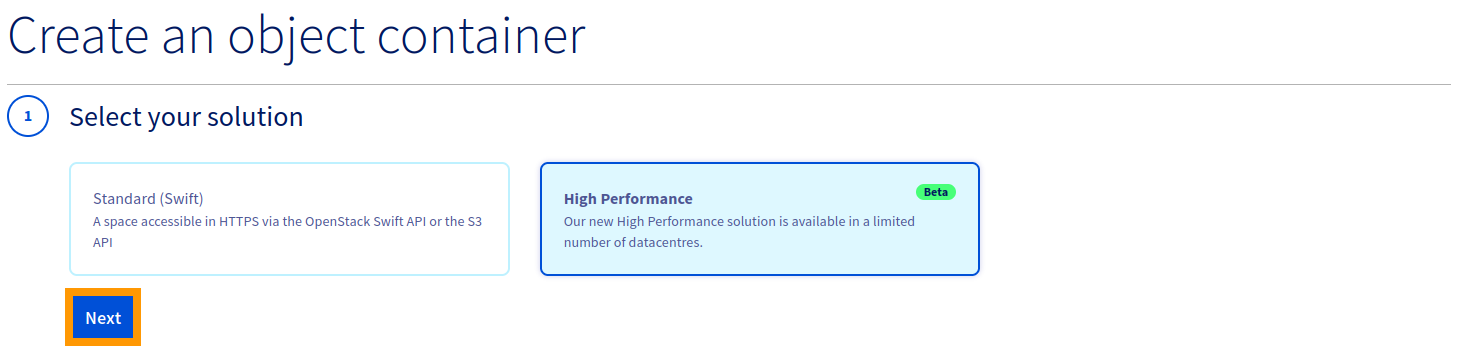 Create an object container
1
Select your solution
Standard (Swift)
A space accessible in HTTPS via the OpenStack Swift API or the S3
API
High Performance
Beta
Our new High Performance solution is available in a limited
number of datacentres.
Next